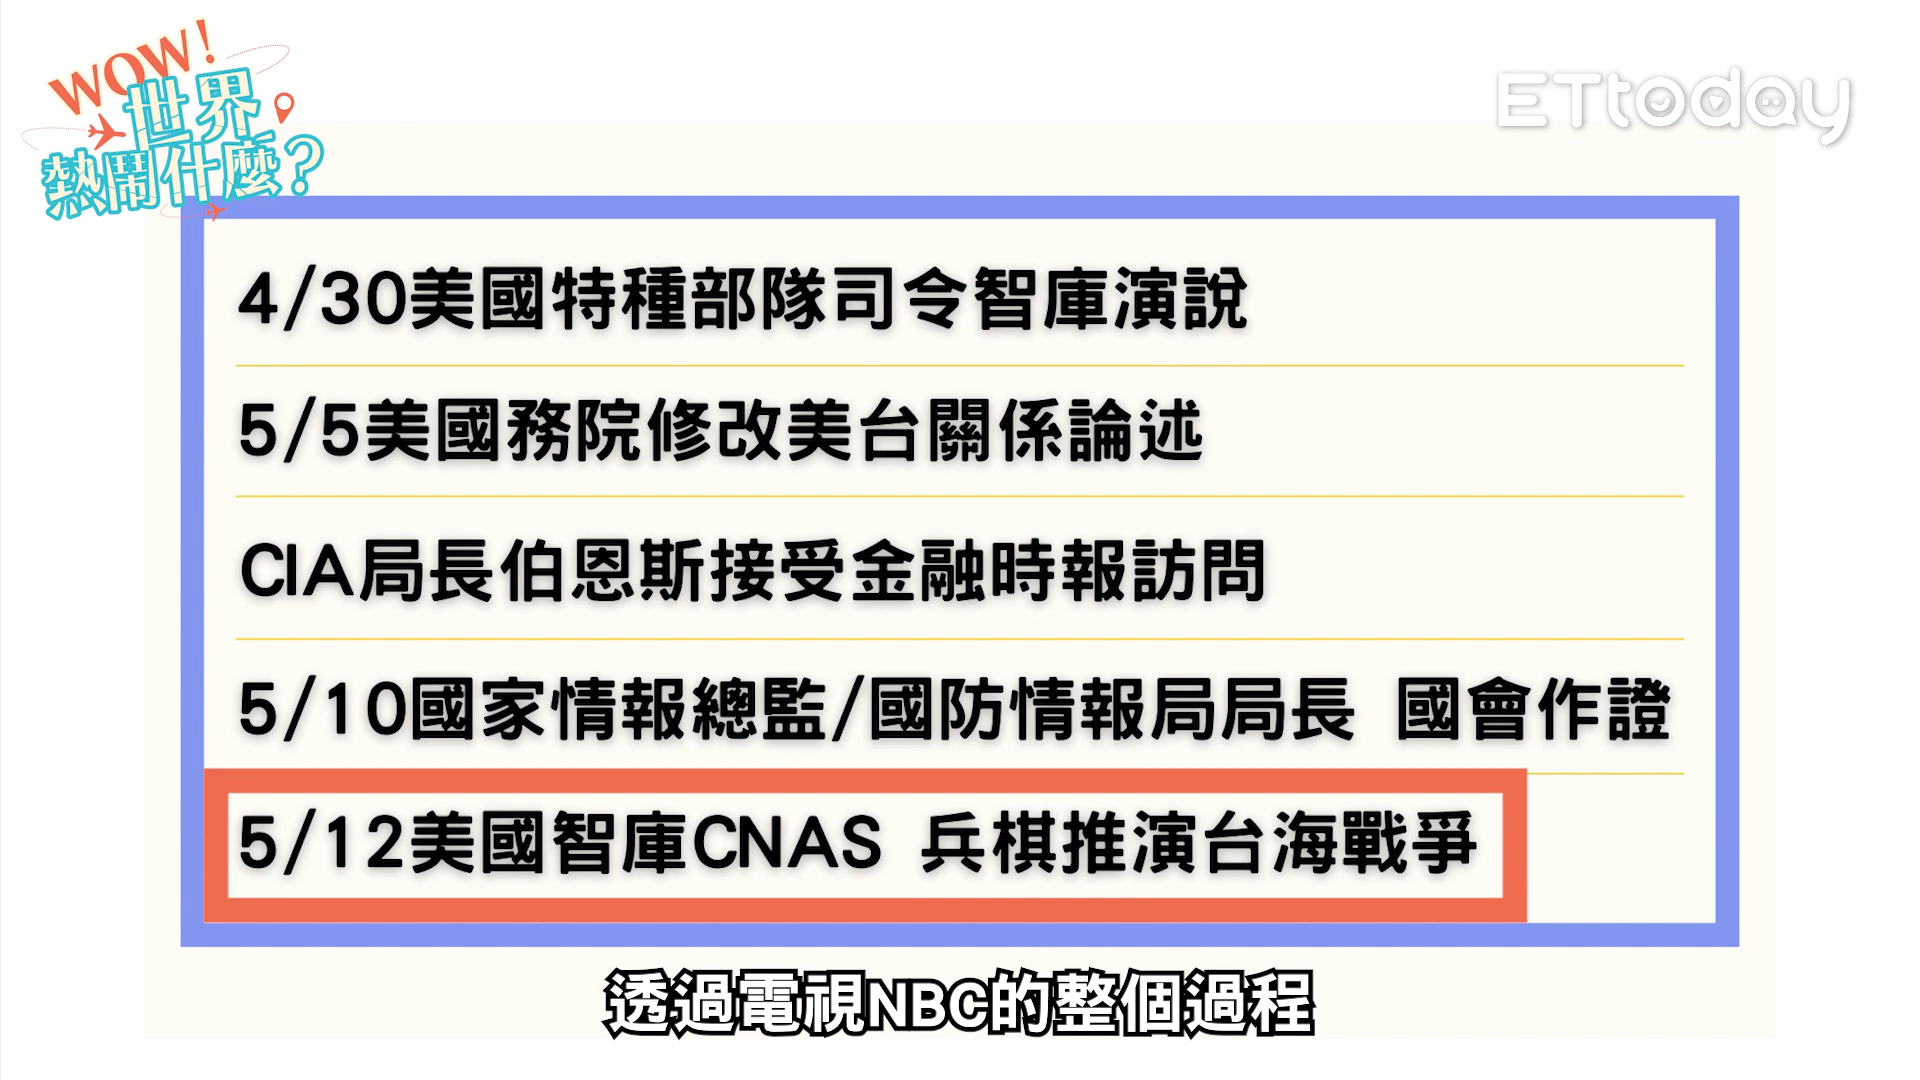 WOW!
世界
熱鬧什麼?
ETtoday
4/30美國特種部隊司令智庫演說
5/5美國務院修改美台關係論述
CIA局長伯恩斯接受金融時報訪問
5/10國家情報總監/國防情報局局長 國會作證
5/12美國智庫CNAS 兵棋推演台海戰爭
透過電視NBC的整個過程